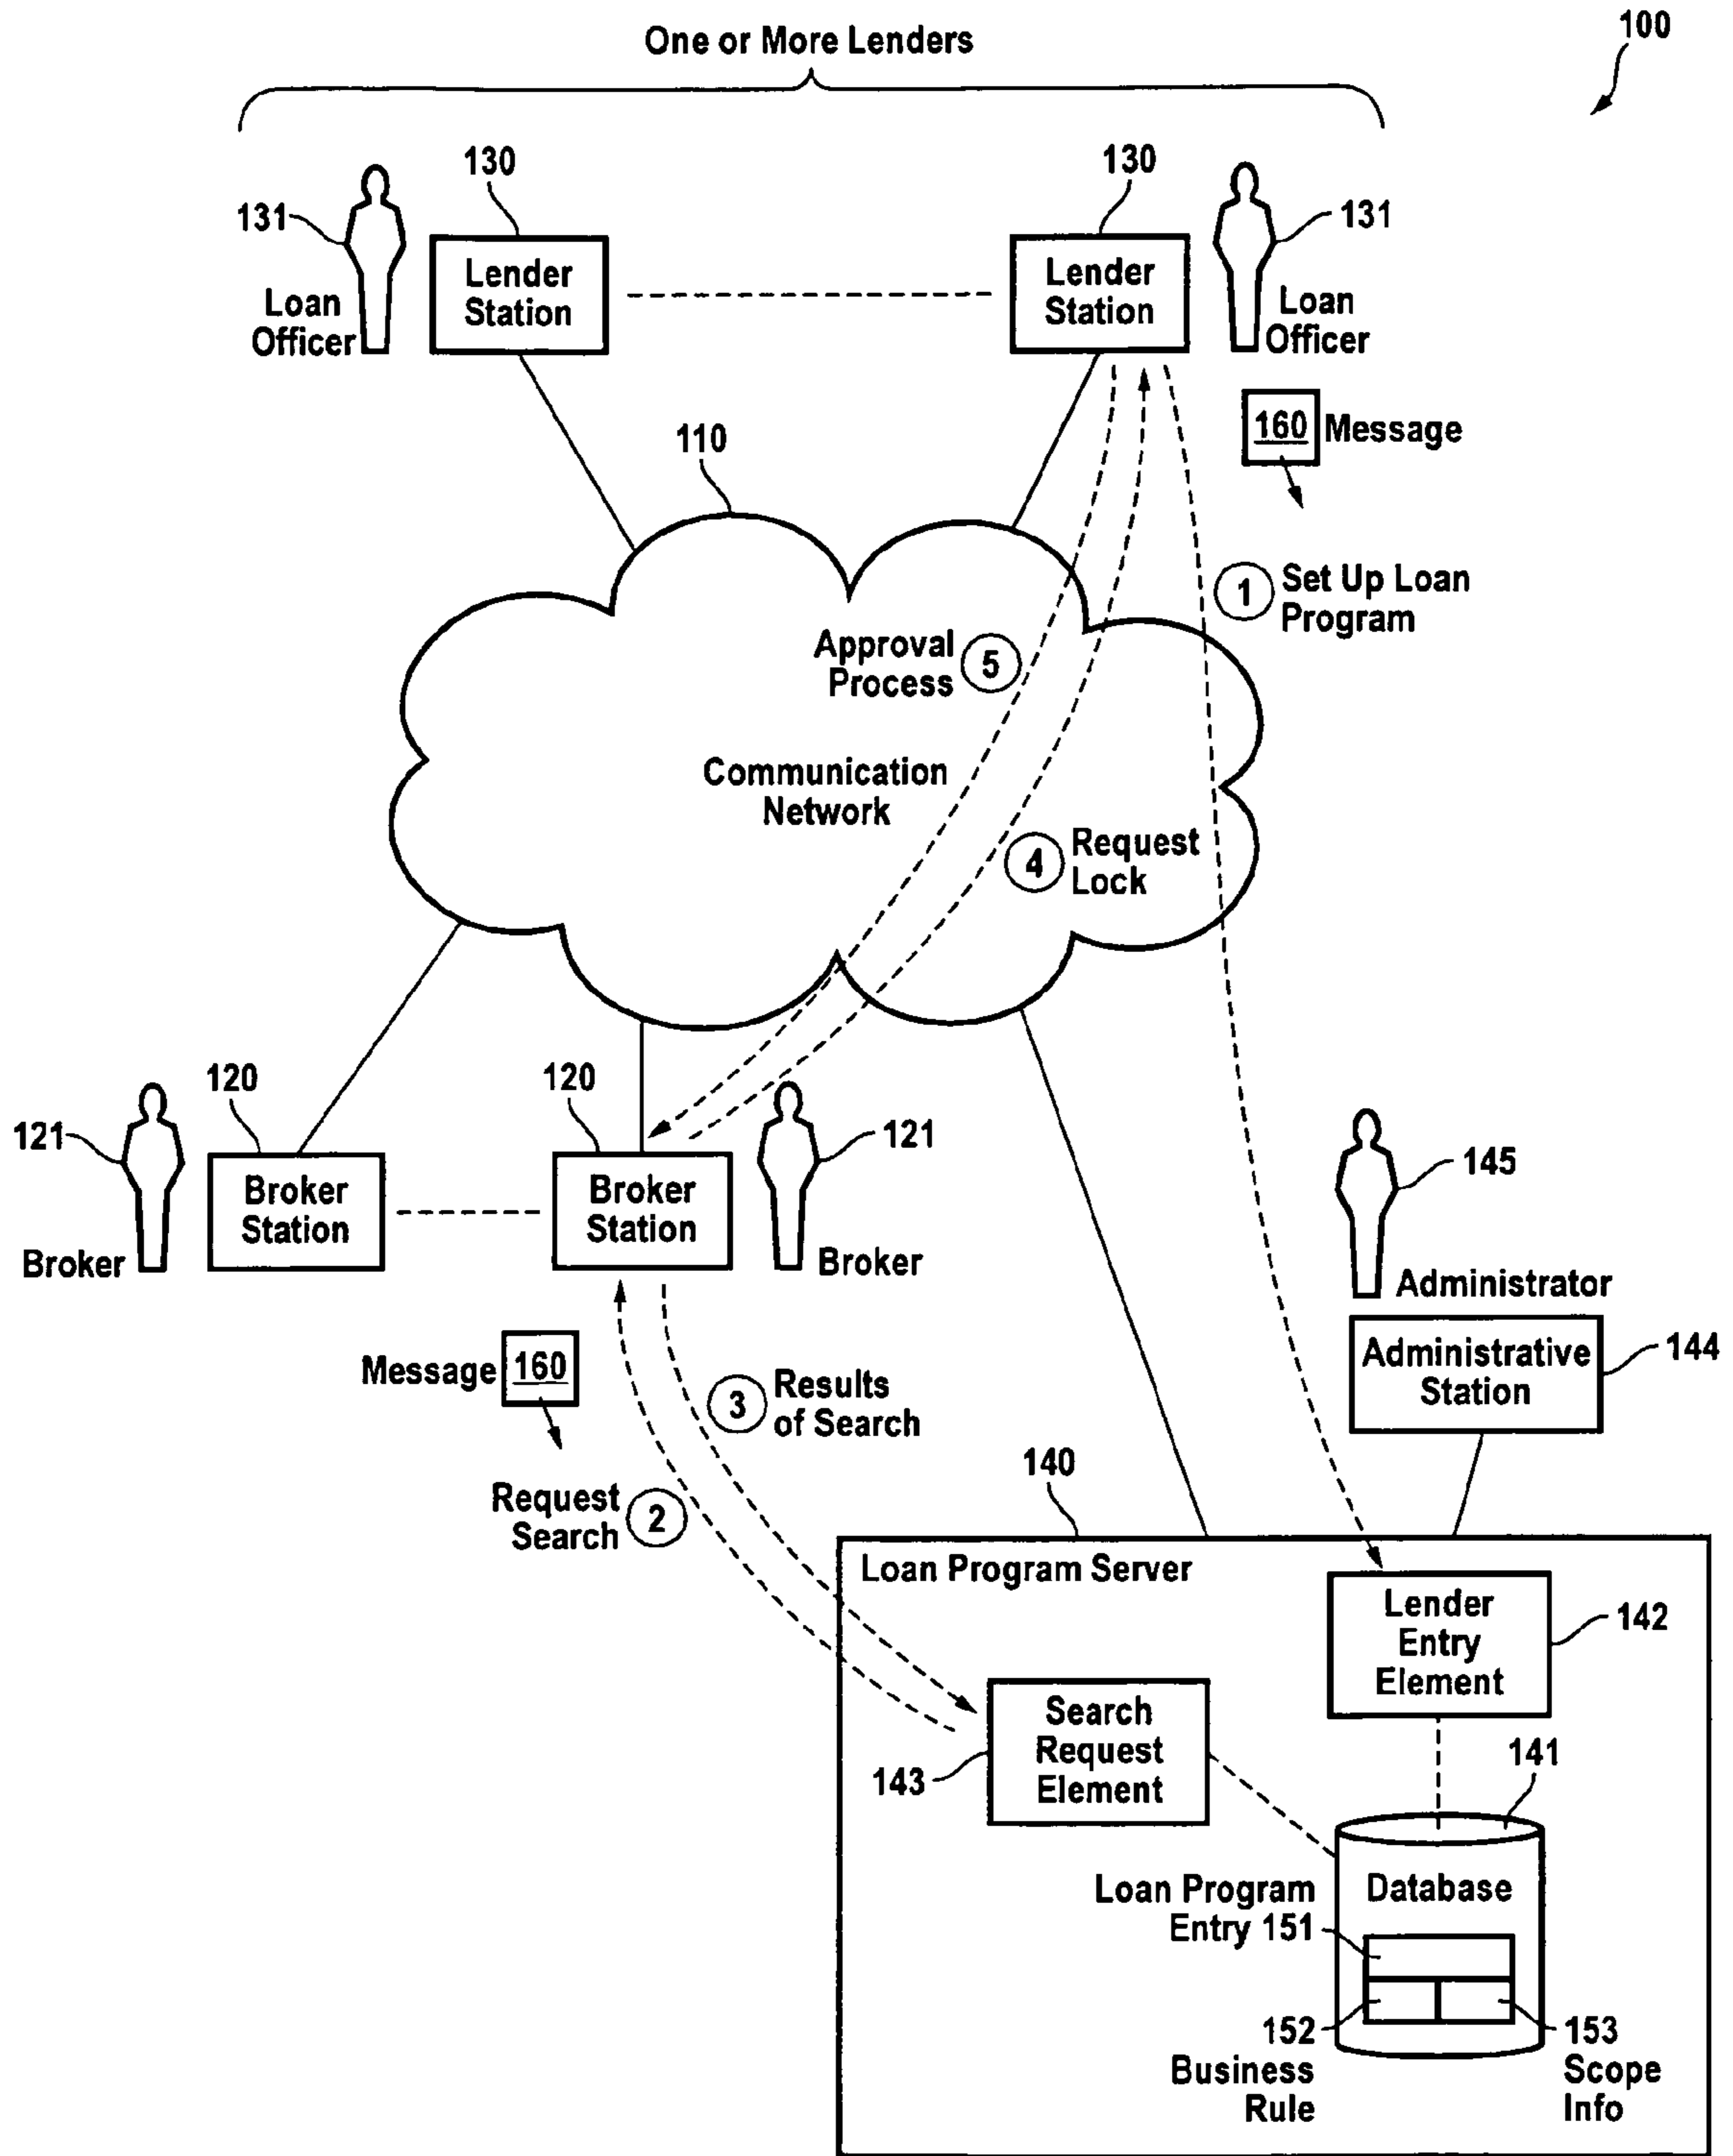 100
One or More Lenders
130
130
131
131
Lender
Station
Lender
Station
Loan
Officer
Loan
Officer
160 Message
110
1 Set Up Loan
Program
Approval
Process 5
Communication
Network
4 Request
Lock
120
120
121
121
145
Broker
Station
Broker
Station
Broker
Broker
Administrator
Administrative
Station
144
Message 160
3 Results
of Search
Request
Search 2
140
Loan Program Server
Lender
Entry
Element
142
Search
Request
Element
143
141
Database
Loan Program
Entry 151
152
Business
Rule
153
Scope
Info